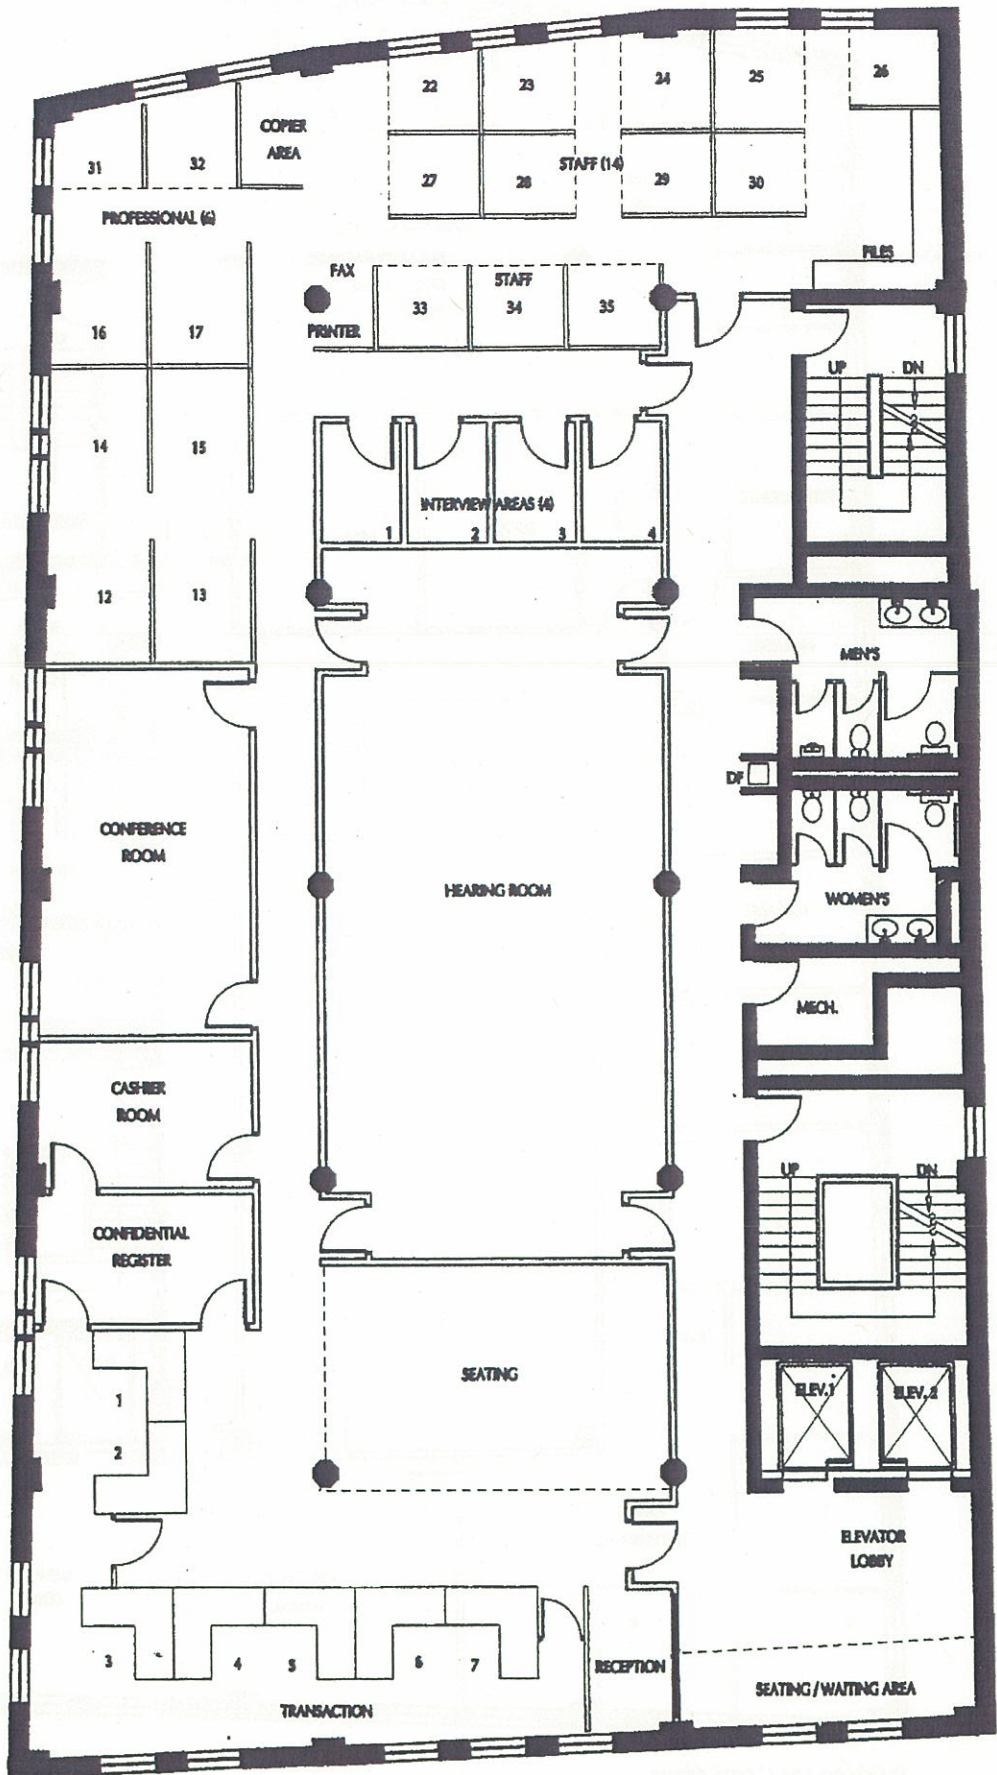 22
23
24
25
26
COPIER
AREA
31
32
27
28
STAFF (14)
29
30
PROFESSIONAL (6)
FILES
FAX
STAFF
16
17
PRINTER
33
34
35
UP
DN
14
15
INTERVIEW AREAS (4)
1
2
3
4
12
13
MEN'S
DF
CONFERENCE
ROOM
HEARING ROOM
WOMEN'S
MECH.
CASHIER
ROOM
UP
DN
CONFIDENTIAL
REGISTER
SEATING
ELEV. 1
ELEV. 2
1
2
ELEVATOR
LOBBY
3
4
5
6
7
RECEPTION
SEATING / WAITING AREA
TRANSACTION